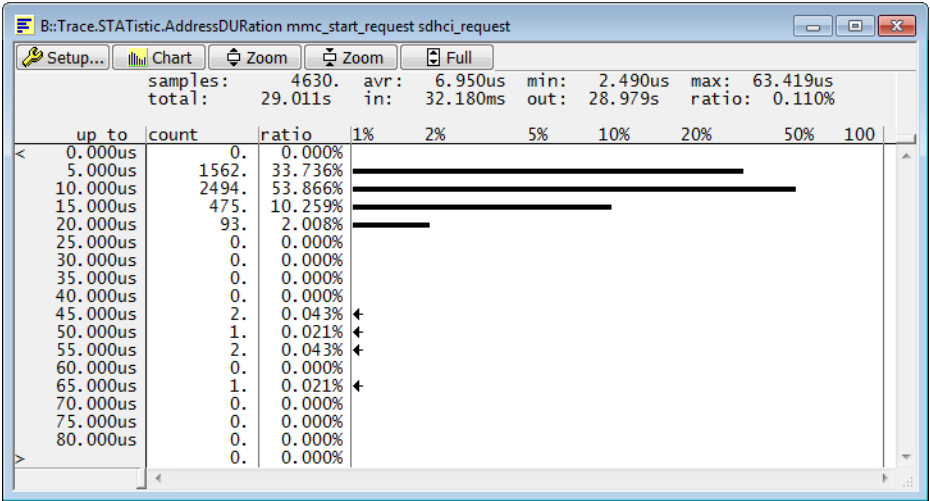 B::Trace.STATistic.AddressDURation mmc_start_request sdhci_request
Setup... Chart Zoom Zoom Full
samples: 4630. avr: 6.950us min: 2.490us max: 63.419us
total: 29.011s in: 32.180ms out: 28.979s ratio: 0.110%
up to count ratio 1% 2% 5% 10% 20% 50% 100
< 0.000us 0. 0.000%
5.000us 1562. 33.736%
10.000us 2494. 53.866%
15.000us 475. 10.259%
20.000us 93. 2.008%
25.000us 0. 0.000%
30.000us 0. 0.000%
35.000us 0. 0.000%
40.000us 0. 0.000%
45.000us 2. 0.043%
50.000us 1. 0.021%
55.000us 2. 0.043%
60.000us 0. 0.000%
65.000us 1. 0.021%
70.000us 0. 0.000%
75.000us 0. 0.000%
80.000us 0. 0.000%
> 0. 0.000%